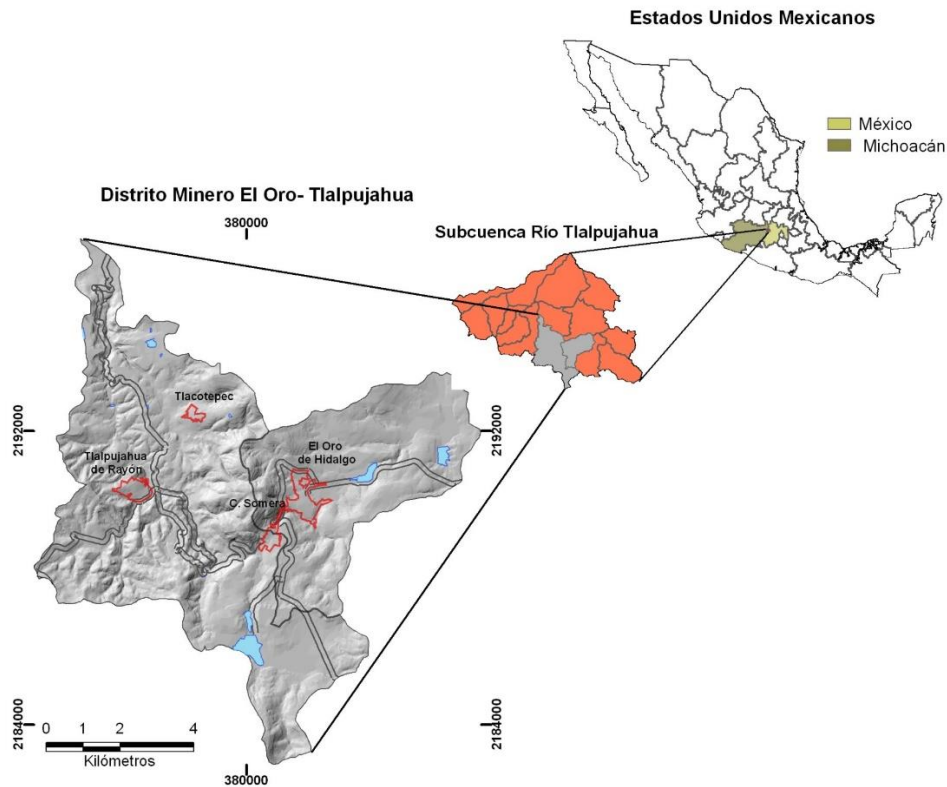 Estados Unidos Mexicanos
México
Michoacán
Distrito Minero El Oro- Tlalpujahua
380000
Subcuenca Río Tlalpujahua
2192000
2192000
Tlacotepec
El Oro
de Hidalgo
Tlalpujahua
de Rayón
C. Somera
2184000
2184000
0 1 2 4
Kilómetros
380000